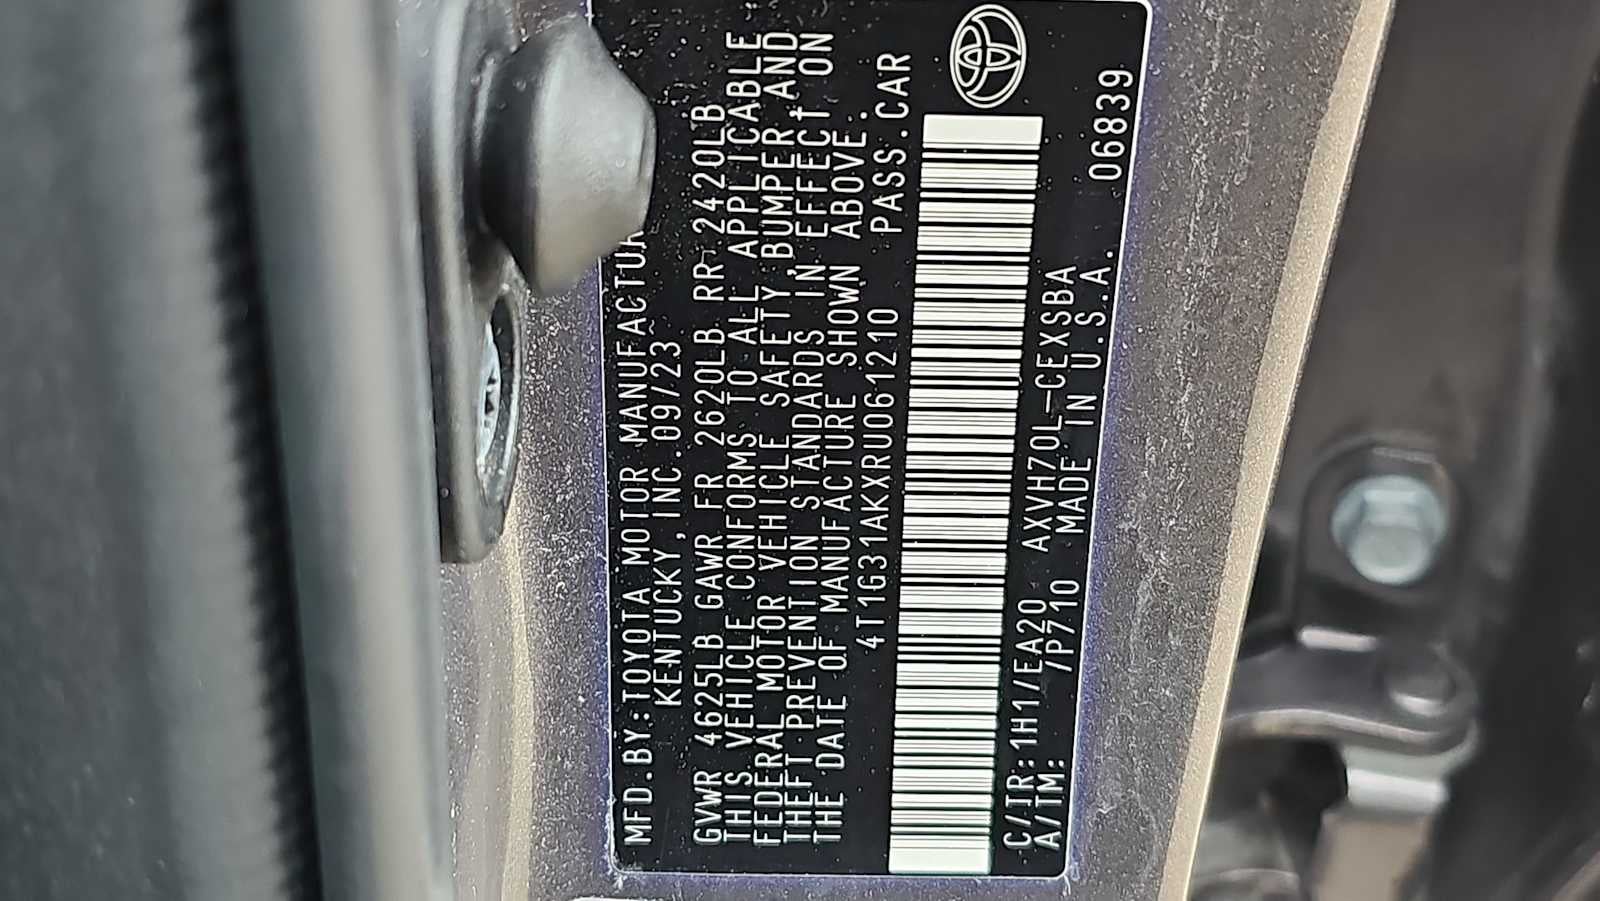 MFD.BY:TOYOTA MOTOR MANUFACTUR
KENTUCKY,INC.09/23
GVWR 4625LB GAWR FR 2620LB RR 2420LB
THIS VEHICLE CONFORMS TO ALL APPLICABLE
FEDERAL MOTOR VEHICLE SAFETY,BUMPER,AND
THEFT PREVENTION STANDARDS IN EFFECT ON
THE DATE OF MANUFACTURE SHOWN ABOVE.
4T1G31AKXRU061210 PASS.CAR
C/TR:1H1/EA20 AXVH70L-CEXSBA
A/TM: /P710 MADE IN U.S.A. 06839